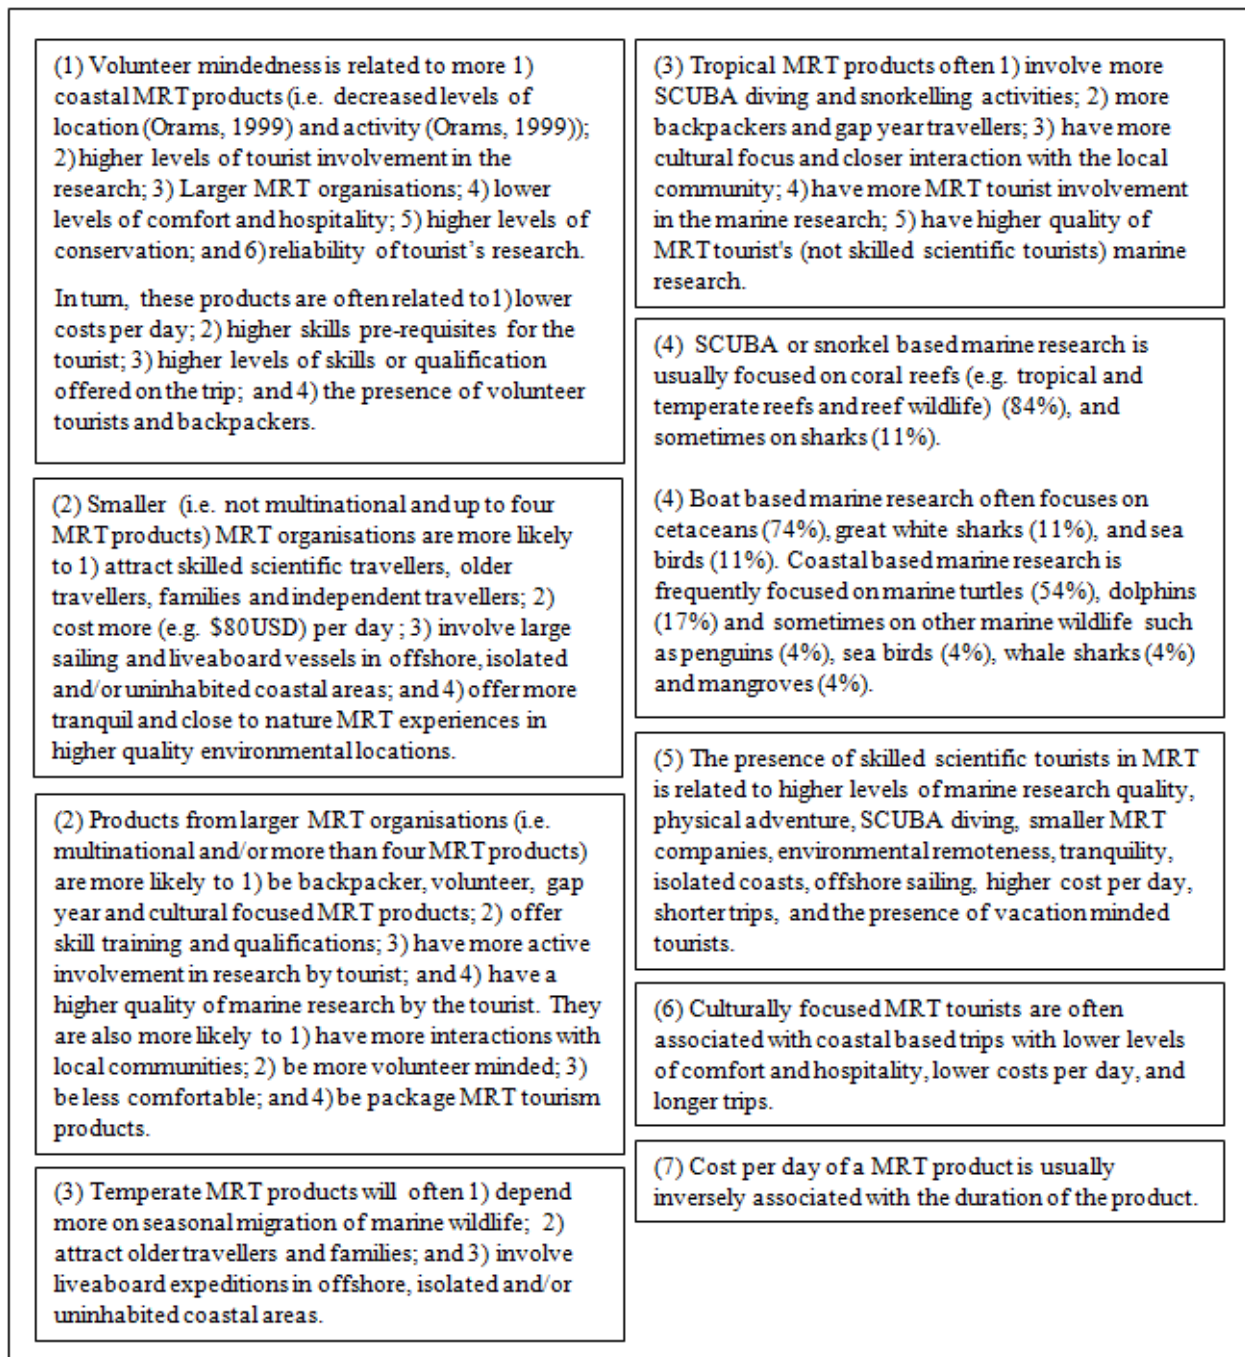 (1) Volunteer mindedness is related to more 1)
coastal MRT products (i.e. decreased levels of
location (Orams, 1999) and activity (Orams, 1999));
2) higher levels of tourist involvement in the
research; 3) Larger MRT organisations; 4) lower
levels of comfort and hospitality; 5) higher levels of
conservation; and 6) reliability of tourist's research.
In turn, these products are often related to 1) lower
costs per day; 2) higher skills pre-requisites for the
tourist; 3) higher levels of skills or qualification
offered on the trip; and 4) the presence of volunteer
tourists and backpackers.
(2) Smaller (i.e. not multinational and up to four
MRT products) MRT organisations are more likely
to 1) attract skilled scientific travellers, older
travellers, families and independent travellers; 2)
cost more (e.g. $80USD) per day; 3) involve large
sailing and liveaboard vessels in offshore, isolated
and/or uninhabited coastal areas; and 4) offer more
tranquil and close to nature MRT experiences in
higher quality environmental locations.
(2) Products from larger MRT organisations (i.e.
multinational and/or more than four MRT products)
are more likely to 1) be backpacker, volunteer, gap
year and cultural focused MRT products; 2) offer
skill training and qualifications; 3) have more active
involvement in research by tourist; and 4) have a
higher quality of marine research by the tourist. They
are also more likely to 1) have more interactions with
local communities; 2) be more volunteer minded; 3)
be less comfortable; and 4) be package MRT tourism
products.
(3) Temperate MRT products will often 1) depend
more on seasonal migration of marine wildlife; 2)
attract older travellers and families; and 3) involve
liveaboard expeditions in offshore, isolated and/or
uninhabited coastal areas.
(3) Tropical MRT products often 1) involve more
SCUBA diving and snorkelling activities; 2) more
backpackers and gap year travellers; 3) have more
cultural focus and closer interaction with the local
community; 4) have more MRT tourist involvement
in the marine research; 5) have higher quality of
MRT tourist's (not skilled scientific tourists) marine
research.
(4) SCUBA or snorkel based marine research is
usually focused on coral reefs (e.g. tropical and
temperate reefs and reef wildlife) (84%), and
sometimes on sharks (11%).
(4) Boat based marine research often focuses on
cetaceans (74%), great white sharks (11%), and sea
birds (11%). Coastal based marine research is
frequently focused on marine turtles (54%), dolphins
(17%) and sometimes on other marine wildlife such
as penguins (4%), sea birds (4%), whale sharks (4%)
and mangroves (4%).
(5) The presence of skilled scientific tourists in MRT
is related to higher levels of marine research quality,
physical adventure, SCUBA diving, smaller MRT
companies, environmental remoteness, tranquility,
isolated coasts, offshore sailing, higher cost per day,
shorter trips, and the presence of vacation minded
tourists.
(6) Culturally focused MRT tourists are often
associated with coastal based trips with lower levels
of comfort and hospitality, lower costs per day, and
longer trips.
(7) Cost per day of a MRT product is usually
inversely associated with the duration of the product.